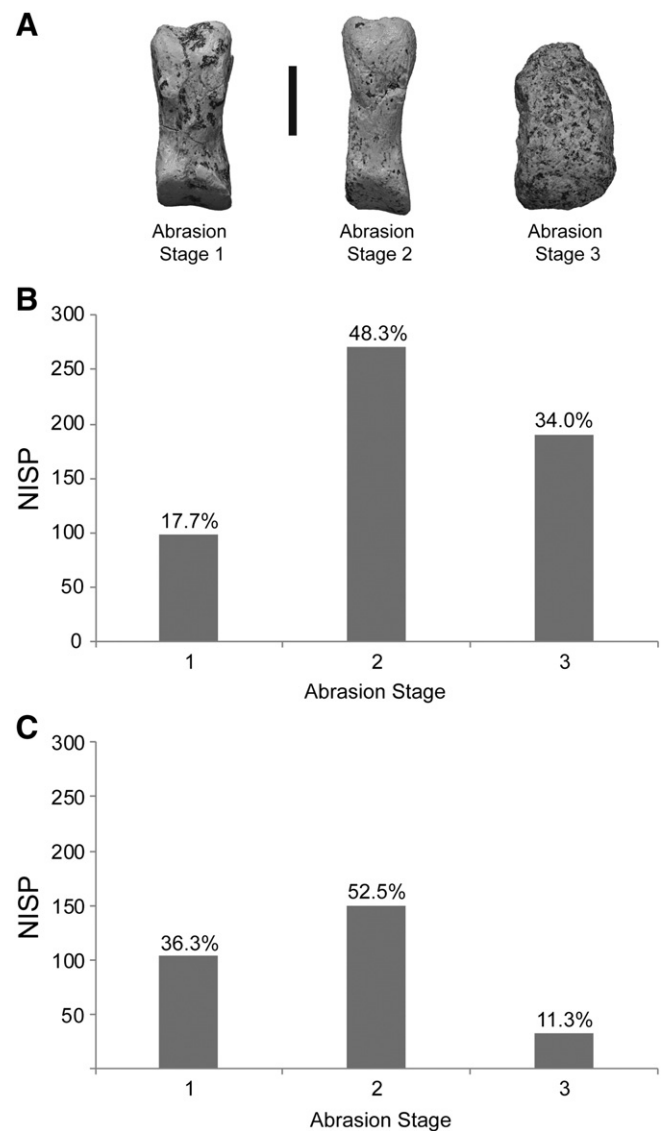 A
Abrasion Stage 1
Abrasion Stage 2
Abrasion Stage 3
B
300
250
200
150
100
50
0
NISP
17.7%
48.3%
34.0%
1 2 3
Abrasion Stage
C
300
250
200
150
100
50
NISP
36.3%
52.5%
11.3%
1 2 3
Abrasion Stage